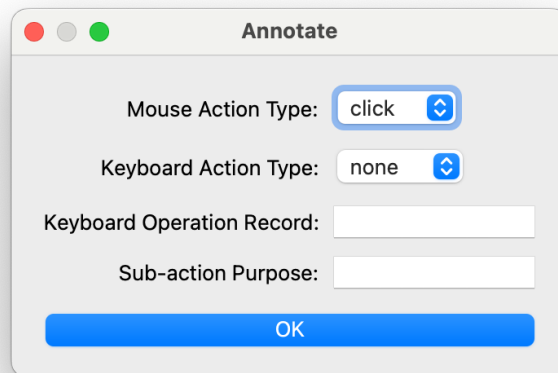 Annotate
Mouse Action Type: click
Keyboard Action Type: none
Keyboard Operation Record:
Sub-action Purpose:
OK